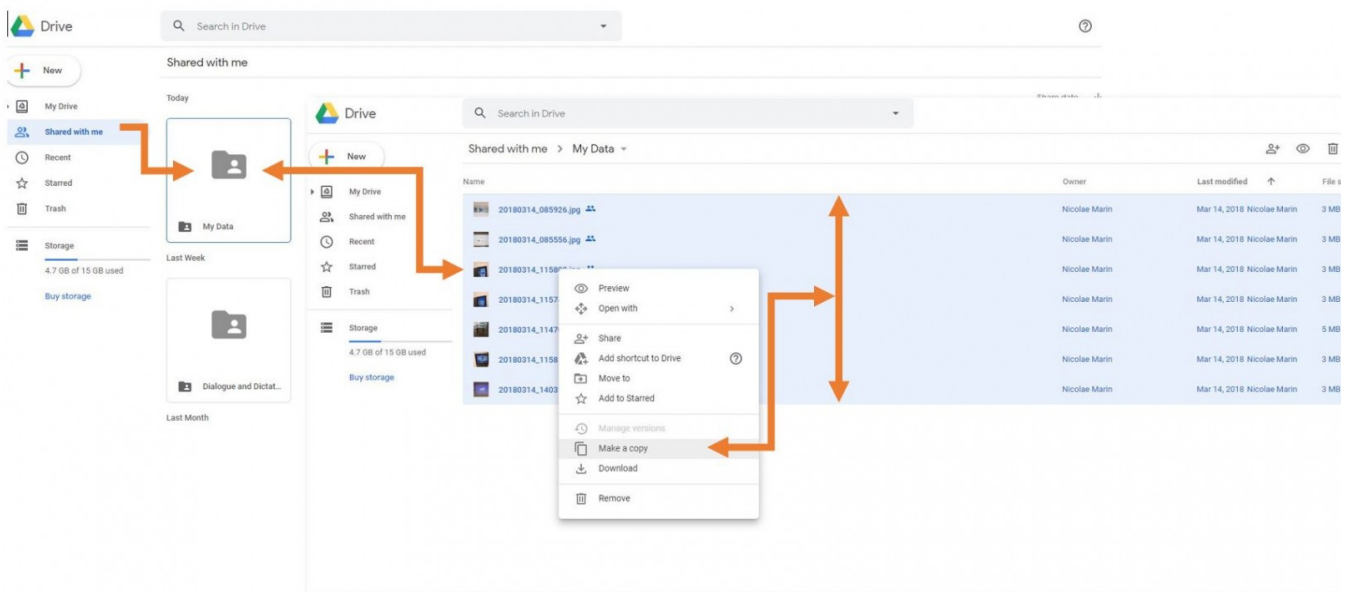 Drive
Search in Drive
New
Shared with me
My Drive
Shared with me
Recent
Starred
Trash
Storage
4.7 GB of 15 GB used
Buy storage
Today
My Data
Last Week
Dialogue and Dictat...
Last Month
Share date
Drive
Search in Drive
New
Shared with me > My Data
My Drive
Shared with me
Recent
Starred
Trash
Storage
4.7 GB of 15 GB used
Buy storage
Name Owner Last modified File s
20180314_085926.jpg Nicolae Marin Mar 14, 2018 Nicolae Marin 3 MB
20180314_085556.jpg Nicolae Marin Mar 14, 2018 Nicolae Marin 3 MB
Nicolae Marin Mar 14, 2018 Nicolae Marin 3 MB
20180314_115 Nicolae Marin Mar 14, 2018 Nicolae Marin 3 MB
20180314_1147 Nicolae Marin Mar 14, 2018 Nicolae Marin 5 MB
20180314_1158 Nicolae Marin Mar 14, 2018 Nicolae Marin 3 MB
20180314_1403 Nicolae Marin Mar 14, 2018 Nicolae Marin 3 MB
Preview
Open with
Share
Add shortcut to Drive
Move to
Add to Starred
Manage versions
Make a copy
Download
Remove